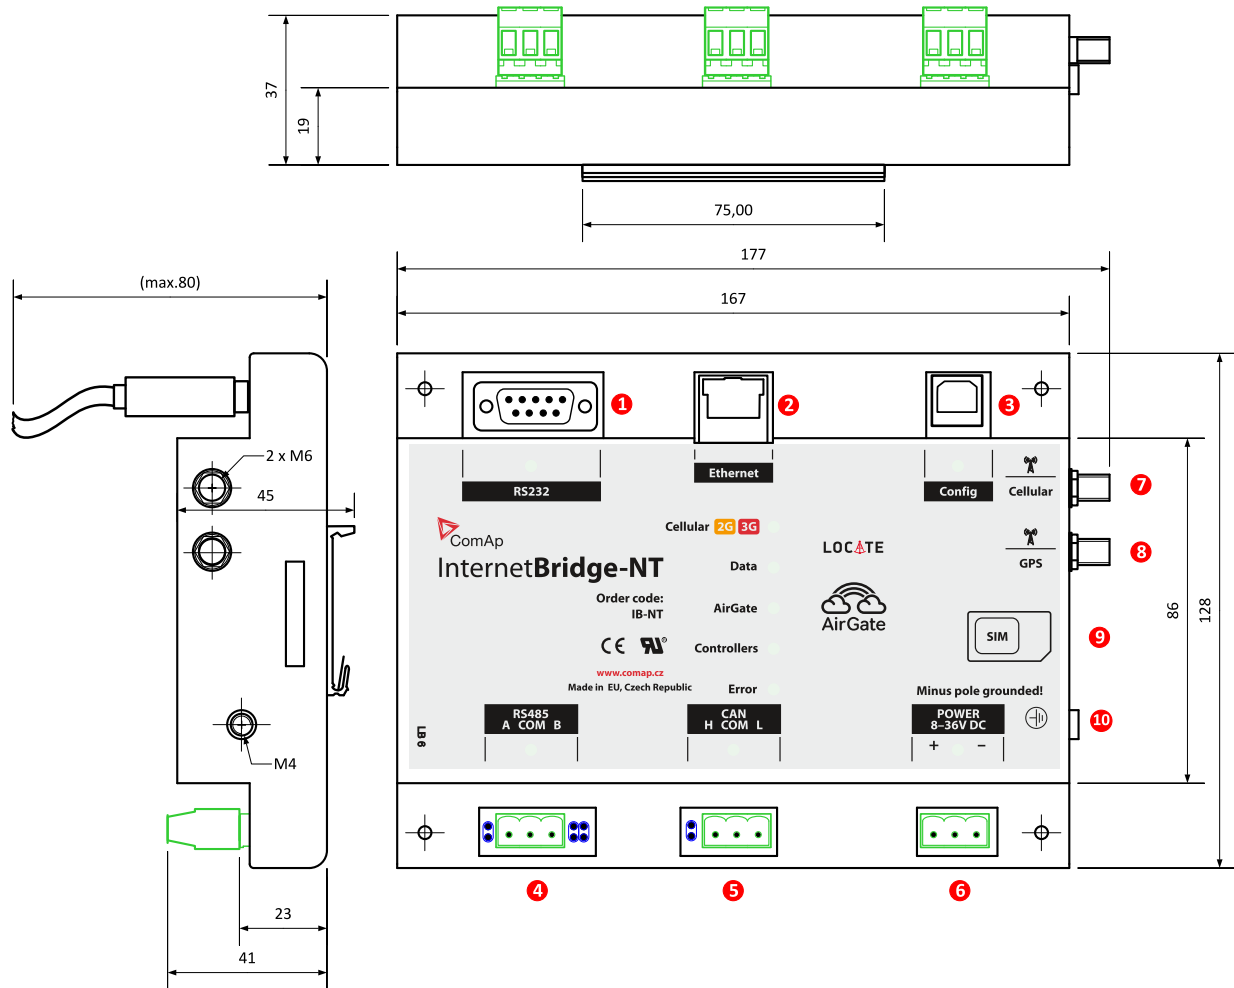 37
19
75,00
177
(max.80)
167
1
2
3
2 x M6
45
RS232
Ethernet
Config
Cellular
7
ComAp
InternetBridge-NT
Order code:
IB-NT
www.comap.cz
Made in EU, Czech Republic
Cellular 2G 3G
Data
AirGate
Controllers
Error
LOCATE
AirGate
GPS
8
SIM
9
86
128
Minus pole grounded!
LB6
RS485
A COM B
CAN
H COM L
POWER
8–36V DC
+ −
10
M4
4
5
6
23
41
CE